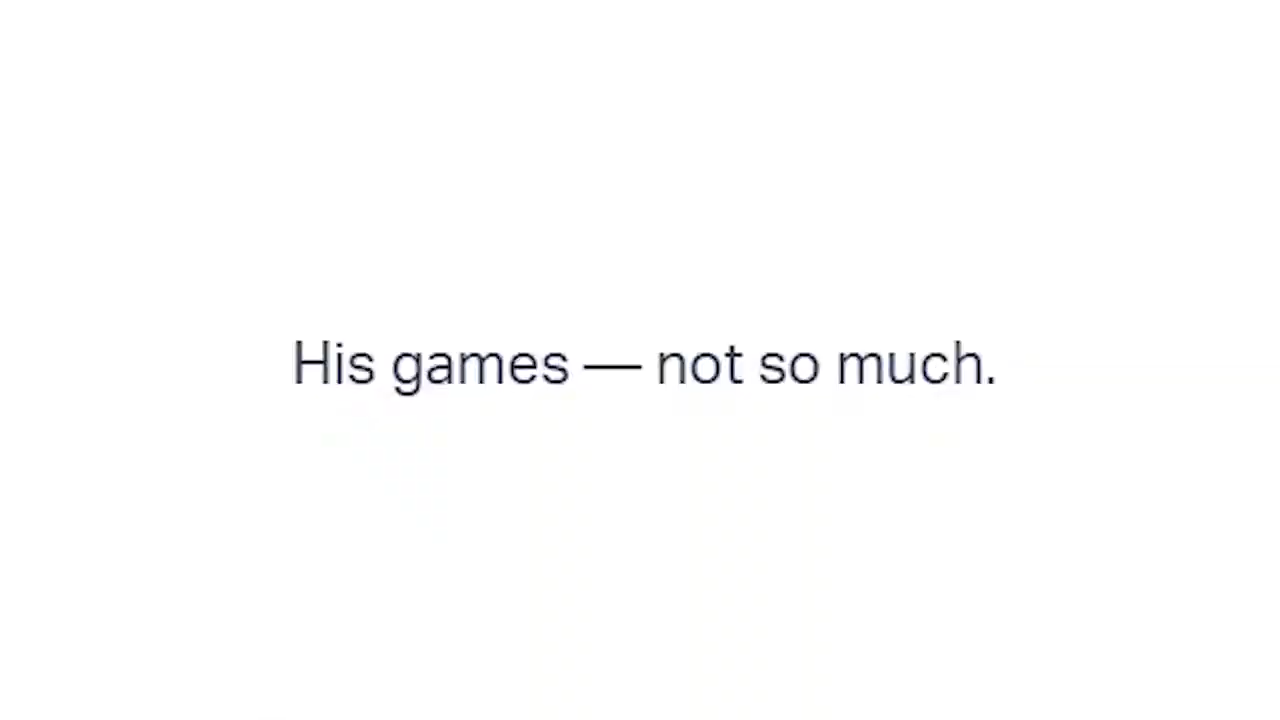 His games — not so much.